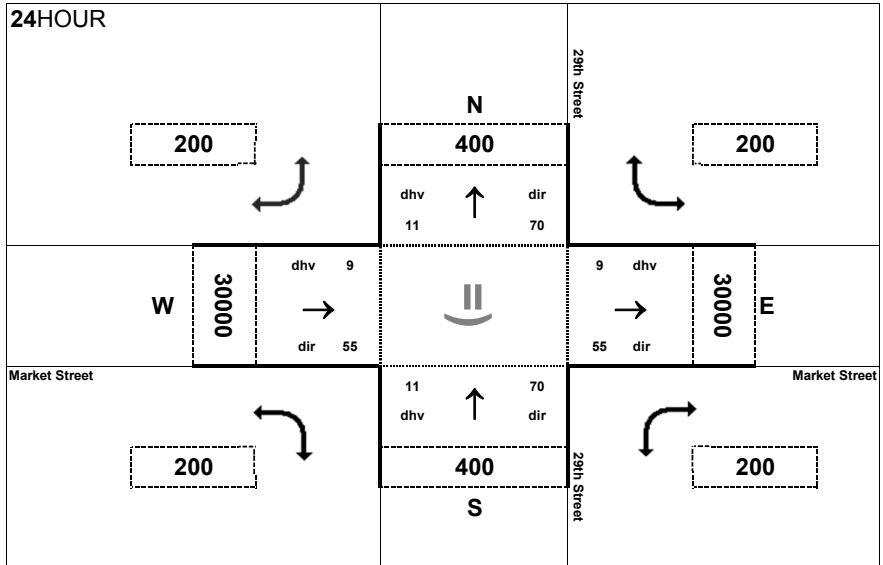 24HOUR
29th Street
N
200
400
200
dhv
dir
11
70
dhv 9
9 dhv
W
30000
30000
E
dir 55
55 dir
Market Street
Market Street
11
70
dhv
dir
200
400
200
29th Street
S